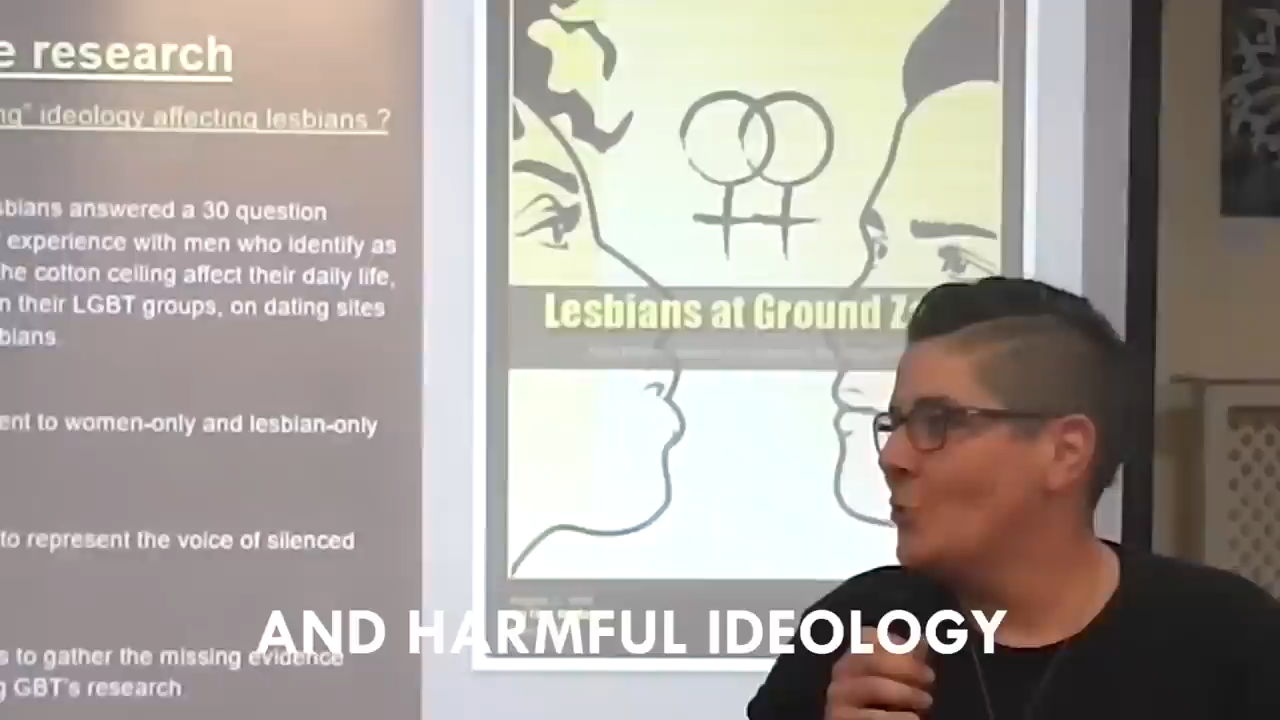 e research
ng" ideology affecting lesbians ?
sbians answered a 30 question
experience with men who identify as
he cotton ceiling affect their daily life,
n their LGBT groups, on dating sites
bians
ent to women-only and lesbian-only
to represent the voice of silenced
s to gather the missing evidence
g GBT's research
Lesbians at Ground Z
AND HARMFUL IDEOLOGY